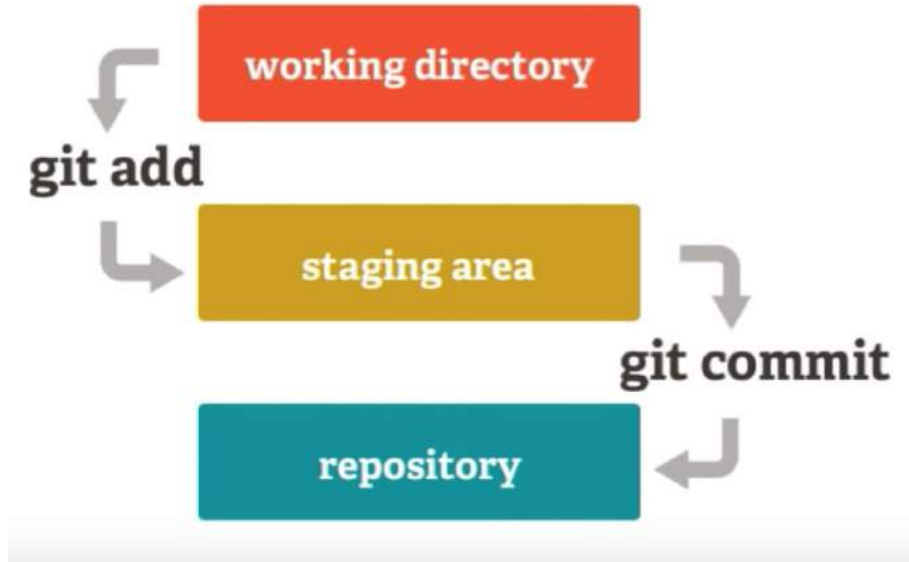 working directory
git add
staging area
git commit
repository